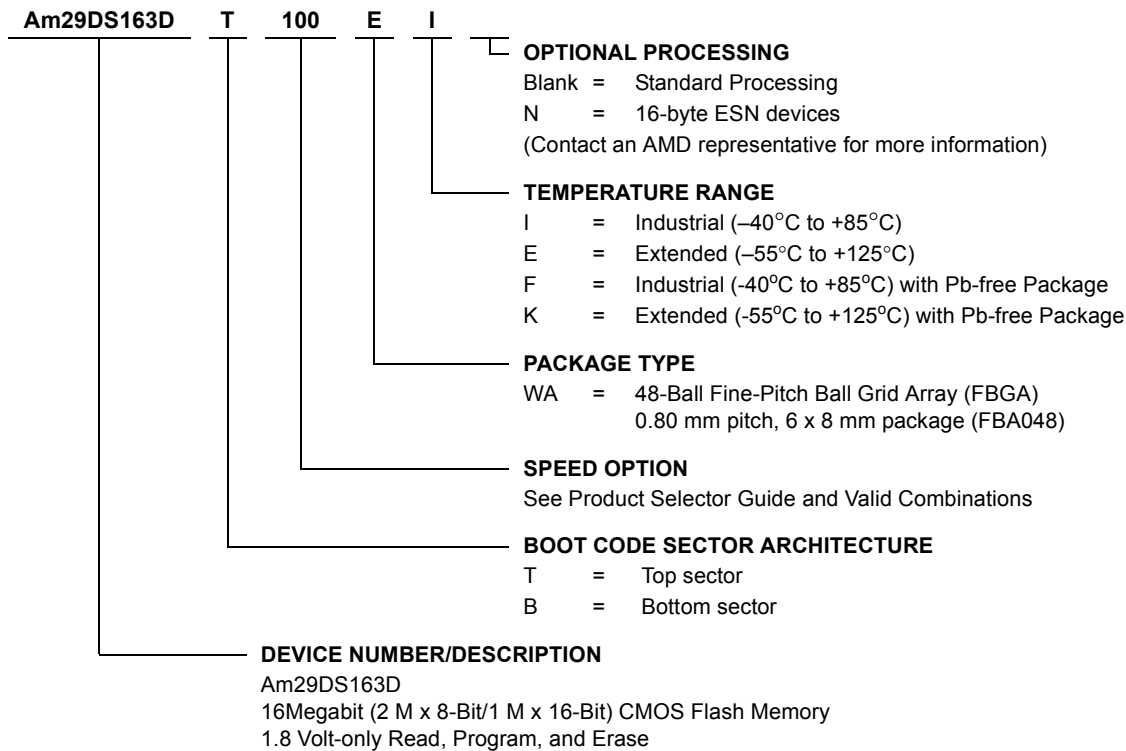 Am29DS163D T 100 E I
OPTIONAL PROCESSING
Blank = Standard Processing
N = 16-byte ESN devices
(Contact an AMD representative for more information)
TEMPERATURE RANGE
I = Industrial (–40°C to +85°C)
E = Extended (–55°C to +125°C)
F = Industrial (-40ºC to +85ºC) with Pb-free Package
K = Extended (-55ºC to +125ºC) with Pb-free Package
PACKAGE TYPE
WA = 48-Ball Fine-Pitch Ball Grid Array (FBGA)
0.80 mm pitch, 6 x 8 mm package (FBA048)
SPEED OPTION
See Product Selector Guide and Valid Combinations
BOOT CODE SECTOR ARCHITECTURE
T = Top sector
B = Bottom sector
DEVICE NUMBER/DESCRIPTION
Am29DS163D
16Megabit (2 M x 8-Bit/1 M x 16-Bit) CMOS Flash Memory
1.8 Volt-only Read, Program, and Erase